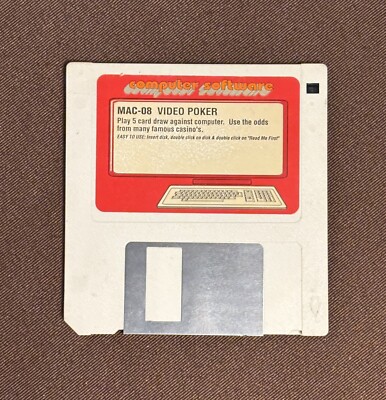 computer software
MAC-08 VIDEO POKER
Play 5 card draw against computer. Use the odds
from many famous casino's.
EASY TO USE: Insert disk, double click on disk & double click on "Read Me First"